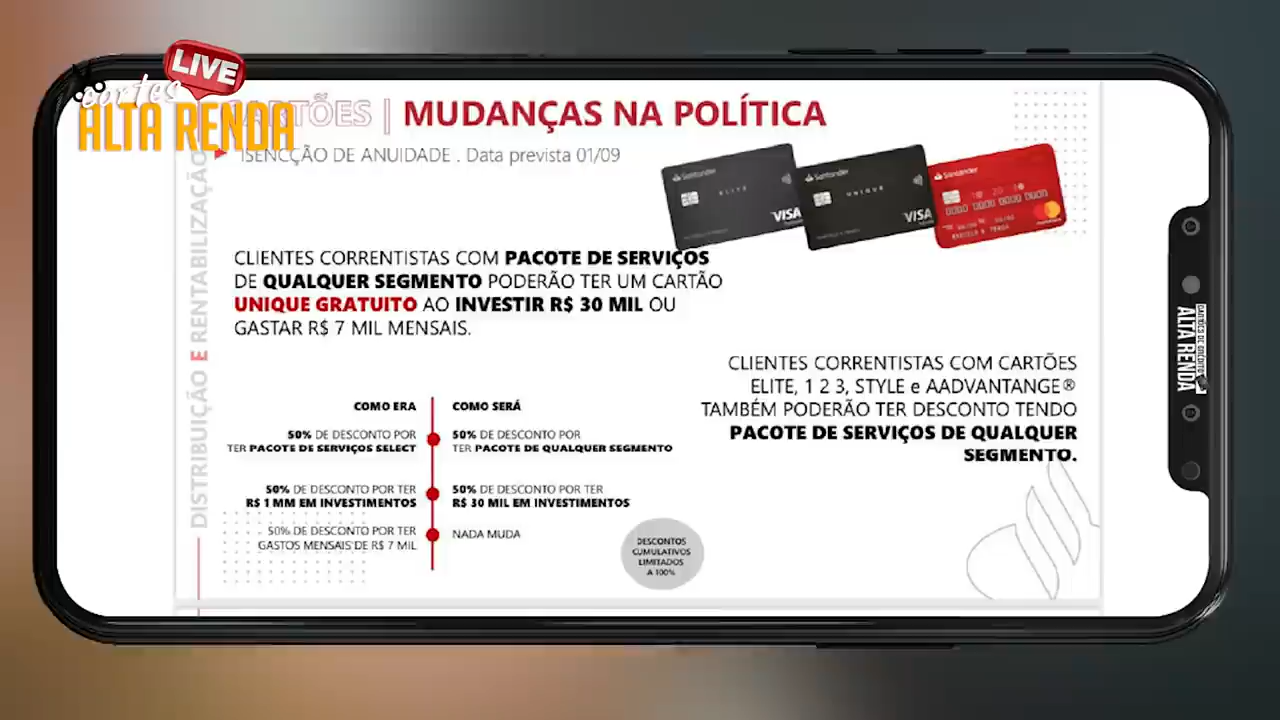 LIVE
cortes
ALTA RENDA
CARTÕES | MUDANÇAS NA POLÍTICA
ISENCÇÃO DE ANUIDADE . Data prevista 01/09
DISTRIBUIÇÃO E RENTABILIZAÇÃO
Santander
ELITE
VISA
Santander
UNIQUE
VISA
Santander
CLIENTES CORRENTISTAS COM PACOTE DE SERVIÇOS
DE QUALQUER SEGMENTO PODERÃO TER UM CARTÃO
UNIQUE GRATUITO AO INVESTIR R$ 30 MIL OU
GASTAR R$ 7 MIL MENSAIS.
CLIENTES CORRENTISTAS COM CARTÕES
ELITE, 1 2 3, STYLE e AADVANTANGE®
TAMBÉM PODERÃO TER DESCONTO TENDO
PACOTE DE SERVIÇOS DE QUALQUER
SEGMENTO.
COMO ERA
COMO SERÁ
50% DE DESCONTO POR
TER PACOTE DE SERVIÇOS SELECT
50% DE DESCONTO POR
TER PACOTE DE QUALQUER SEGMENTO
50% DE DESCONTO POR TER
R$ 1 MM EM INVESTIMENTOS
50% DE DESCONTO POR TER
R$ 30 MIL EM INVESTIMENTOS
50% DE DESCONTO POR TER
GASTOS MENSAIS DE R$ 7 MIL
NADA MUDA
DESCONTOS
CUMULATIVOS
LIMITADOS
A 100%
CARTÕES DE CRÉDITO
ALTA RENDA